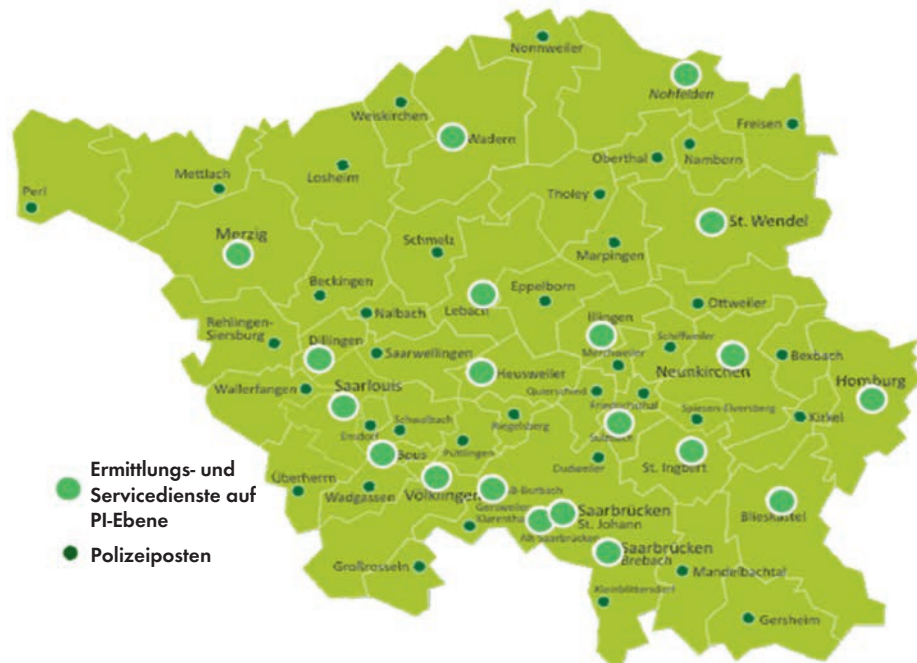 Nonnweiler
Nohfelden
Weiskirchen
Wadern
Freisen
Oberthal
Namborn
Mettlach
Losheim
Perl
Tholey
St. Wendel
Merzig
Schmelz
Marpingen
Beckingen
Lebach
Eppelborn
Ottweiler
Nalbach
Illingen
Rehlingen-
Siersburg
Dillingen
Schiffweiler
Saarwellingen
Merchweiler
Bexbach
Heusweiler
Neunkirchen
Wallerfangen
Homburg
Saarlouis
Quierschied
Friedrichsthal
Spiesen-Elversberg
Kirkel
Ensdorf
Schwalbach
Riegelsberg
Sulzbach
Püttlingen
Bous
Dudweiler
St. Ingbert
Ermittlungs- und
Servicedienste auf
PI-Ebene
Polizeiposten
Überherrn
Wadgassen
Völklingen
Gersweiler
Saarbrücken
St. Johann
Alt-Saarbrücken
Blieskastel
Saarbrücken
Brebach
Großrosseln
Mandelbachtal
Kleinblittersdorf
Gersheim